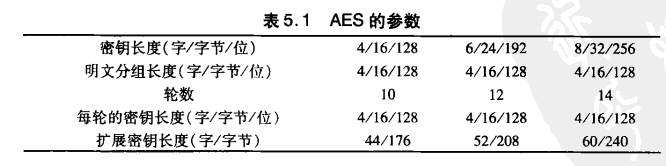 表5.1 AES的参数
密钥长度(字/字节/位) 4/16/128 6/24/192 8/32/256
明文分组长度(字/字节/位) 4/16/128 4/16/128 4/16/128
轮数 10 12 14
每轮的密钥长度(字/字节/位) 4/16/128 4/16/128 4/16/128
扩展密钥长度(字/字节) 44/176 52/208 60/240